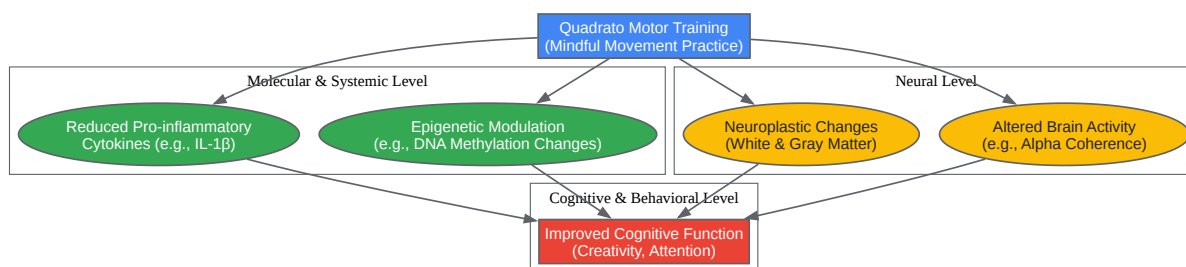 Quadrato Motor Training
(Mindful Movement Practice)
Molecular & Systemic Level
Neural Level
Reduced Pro-inflammatory
Cytokines (e.g., IL-1β)
Epigenetic Modulation
(e.g., DNA Methylation Changes)
Neuroplastic Changes
(White & Gray Matter)
Altered Brain Activity
(e.g., Alpha Coherence)
Cognitive & Behavioral Level
Improved Cognitive Function
(Creativity, Attention)